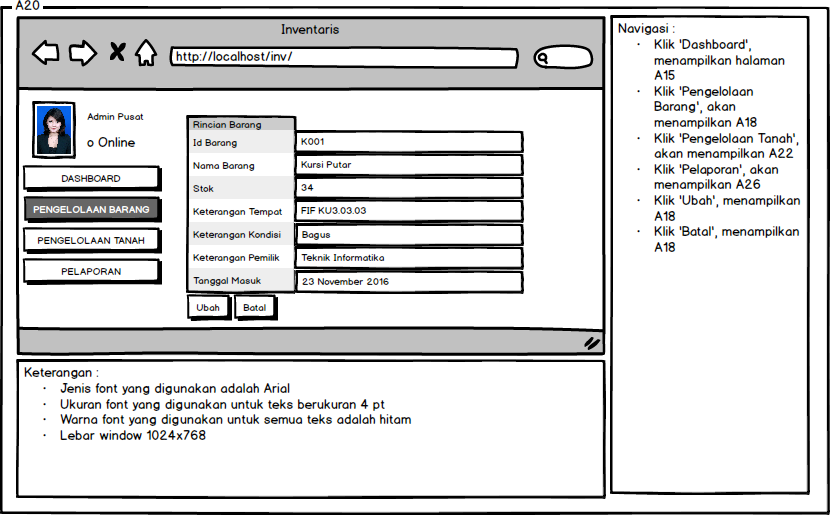 A20
Inventaris
http://localhost/inv/
Admin Pusat
o Online
DASHBOARD
PENGELOLAAN BARANG
PENGELOLAAN TANAH
PELAPORAN
Rincian Barang
Id Barang K001
Nama Barang Kursi Putar
Stok 34
Keterangan Tempat FIF KU3.03.03
Keterangan Kondisi Bagus
Keterangan Pemilik Teknik Informatika
Tanggal Masuk 23 November 2016
Ubah Batal
Navigasi :
· Klik 'Dashboard',
menampilkan halaman
A15
· Klik 'Pengelolaan
Barang', akan
menampilkan A18
· Klik 'Pengelolaan Tanah',
akan menampilkan A22
· Klik 'Pelaporan', akan
menampilkan A26
· Klik 'Ubah', menampilkan
A18
· Klik 'Batal', menampilkan
A18
Keterangan :
· Jenis font yang digunakan adalah Arial
· Ukuran font yang digunakan untuk teks berukuran 4 pt
· Warna font yang digunakan untuk semua teks adalah hitam
· Lebar window 1024x768